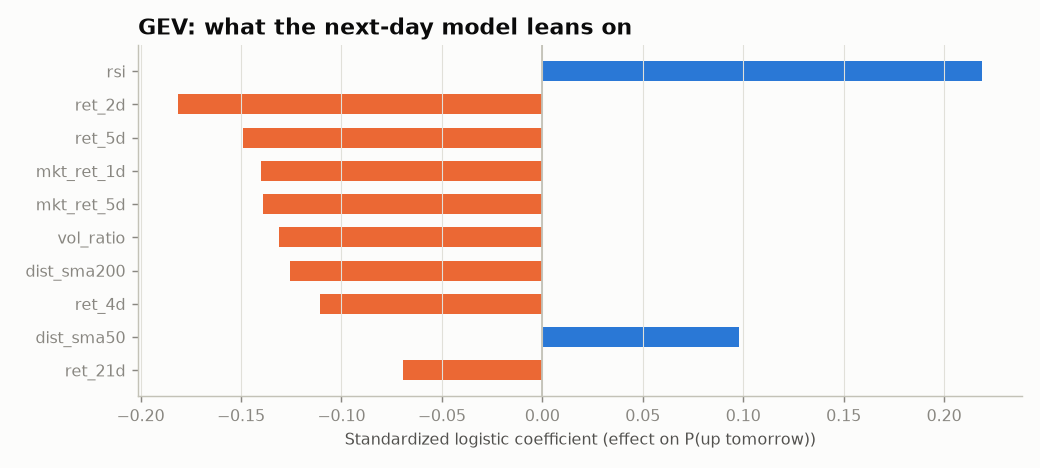 GEV: what the next-day model leans on
rsi
ret_2d
ret_5d
mkt_ret_1d
mkt_ret_5d
vol_ratio
dist_sma200
ret_4d
dist_sma50
ret_21d
−0.20 −0.15 −0.10 −0.05 0.00 0.05 0.10 0.15 0.20
Standardized logistic coefficient (effect on P(up tomorrow))